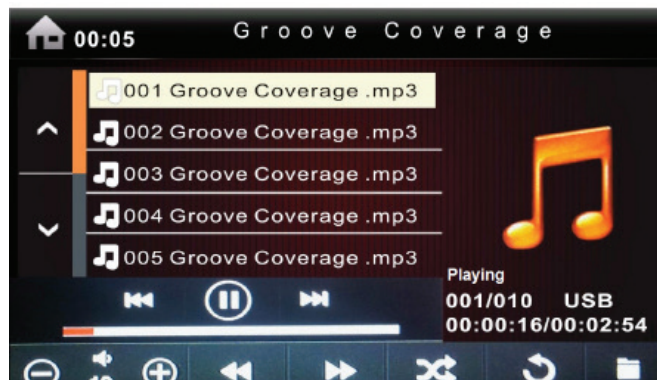 00:05 Groove Coverage
001 Groove Coverage .mp3
002 Groove Coverage .mp3
003 Groove Coverage .mp3
004 Groove Coverage .mp3
005 Groove Coverage .mp3
Playing
001/010 USB
00:00:16/00:02:54